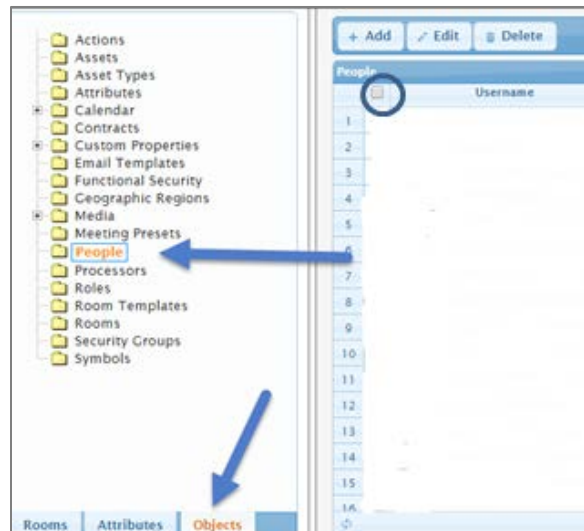 Actions
Assets
Asset Types
Attributes
Calendar
Contracts
Custom Properties
Email Templates
Functional Security
Geographic Regions
Media
Meeting Presets
People
Processors
Roles
Room Templates
Rooms
Security Groups
Symbols
Rooms Attributes Objects
+ Add Edit Delete
People
Username
1
2
3
4
5
6
7
8
9
10
11
12
13
14
15
16